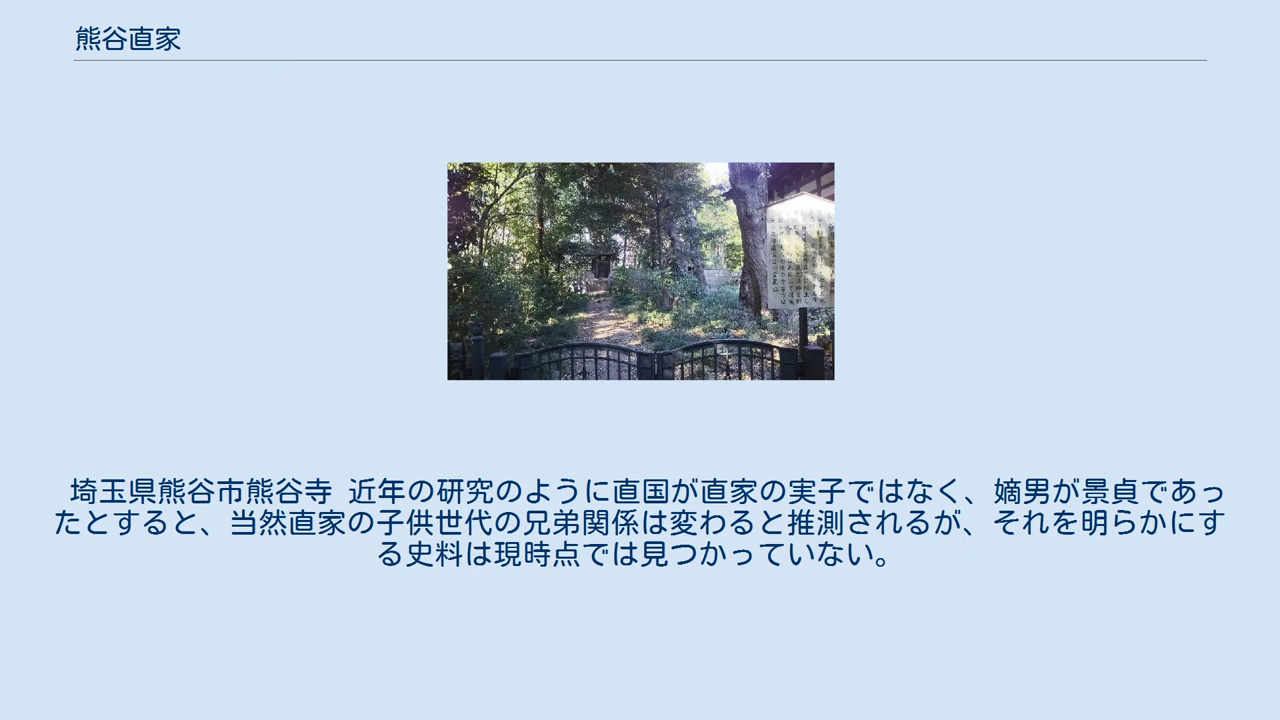 熊谷直家
埼玉県熊谷市熊谷寺 近年の研究のように直国が直家の実子ではなく、嫡男が景貞であっ
たとすると、当然直家の子供世代の兄弟関係は変わると推測されるが、それを明らかにす
る史料は現時点では見つかっていない。